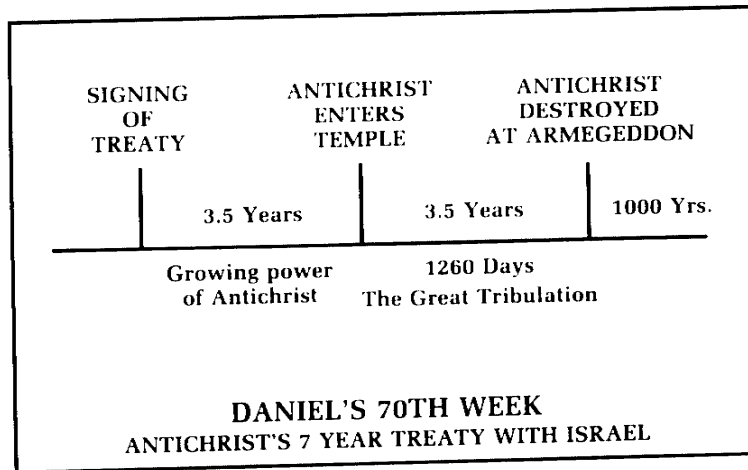 SIGNING
OF
TREATY
ANTICHRIST
ENTERS
TEMPLE
ANTICHRIST
DESTROYED
AT ARMEGEDDON
3.5 Years
3.5 Years
1000 Yrs.
Growing power
of Antichrist
1260 Days
The Great Tribulation
DANIEL'S 70TH WEEK
ANTICHRIST'S 7 YEAR TREATY WITH ISRAEL